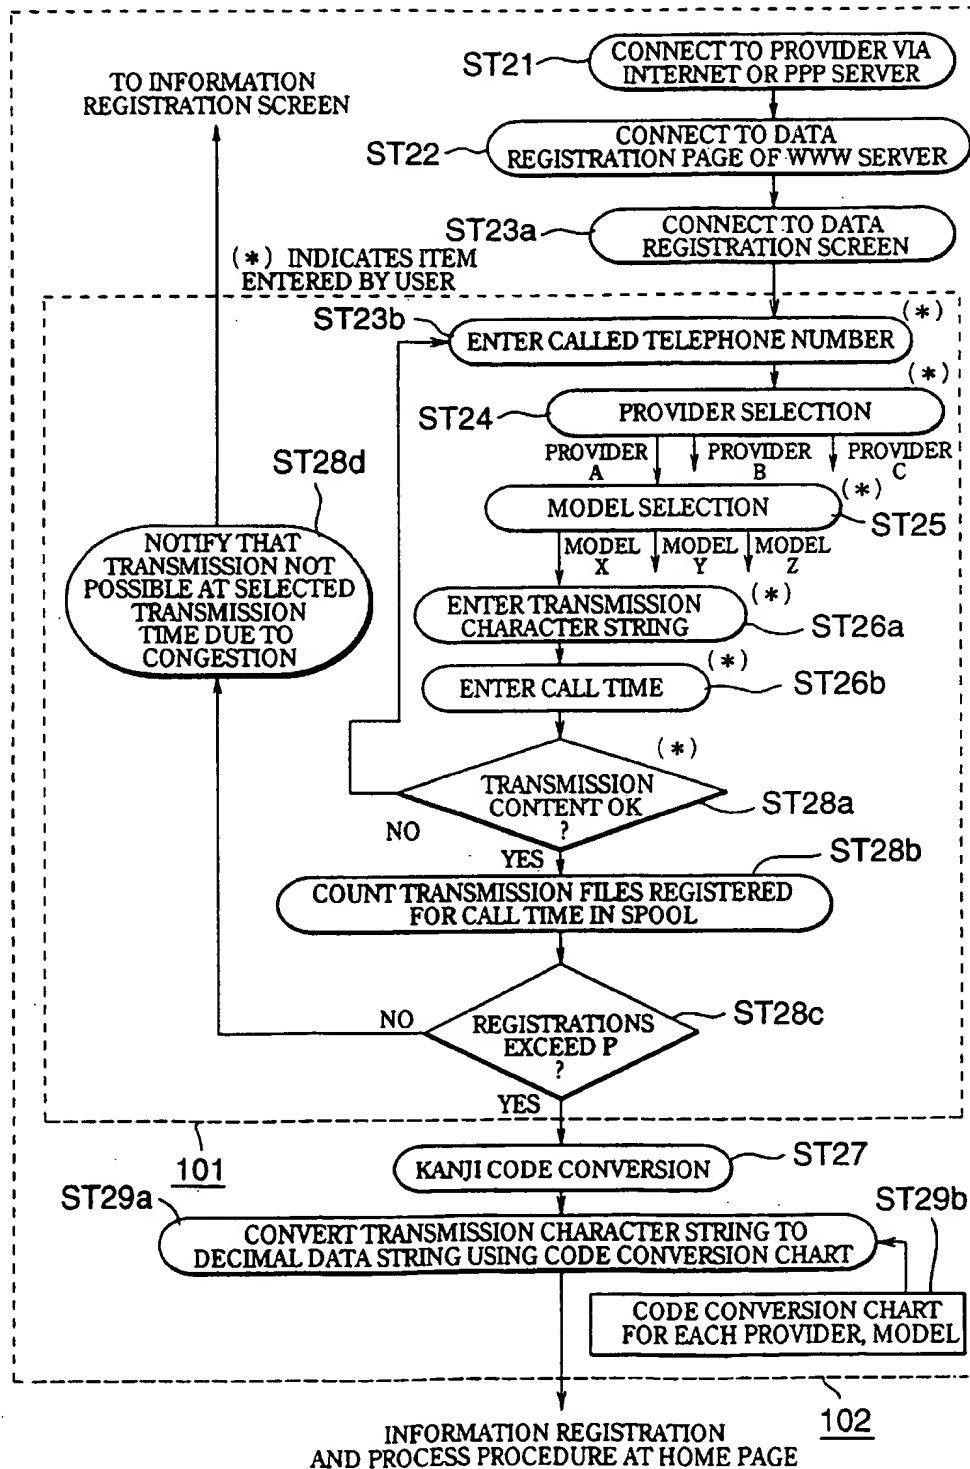 ST21
CONNECT TO PROVIDER VIA
INTERNET OR PPP SERVER
TO INFORMATION
REGISTRATION SCREEN
ST22
CONNECT TO DATA
REGISTRATION PAGE OF WWW SERVER
ST23a
CONNECT TO DATA
REGISTRATION SCREEN
(*) INDICATES ITEM
ENTERED BY USER
ST23b
(*)
ENTER CALLED TELEPHONE NUMBER
(*)
ST24
PROVIDER SELECTION
PROVIDER
A
PROVIDER
B
PROVIDER
C
(*)
MODEL SELECTION
ST25
MODEL
X
MODEL
Y
MODEL
Z
ST28d
NOTIFY THAT
TRANSMISSION NOT
POSSIBLE AT SELECTED
TRANSMISSION
TIME DUE TO
CONGESTION
(*)
ENTER TRANSMISSION
CHARACTER STRING
ST26a
(*)
ENTER CALL TIME
ST26b
(*)
TRANSMISSION
CONTENT OK
?
ST28a
NO
YES
ST28b
COUNT TRANSMISSION FILES REGISTERED
FOR CALL TIME IN SPOOL
NO
REGISTRATIONS
EXCEED P
?
ST28c
YES
101
KANJI CODE CONVERSION
ST27
ST29a
CONVERT TRANSMISSION CHARACTER STRING TO
DECIMAL DATA STRING USING CODE CONVERSION CHART
ST29b
CODE CONVERSION CHART
FOR EACH PROVIDER, MODEL
102
INFORMATION REGISTRATION
AND PROCESS PROCEDURE AT HOME PAGE